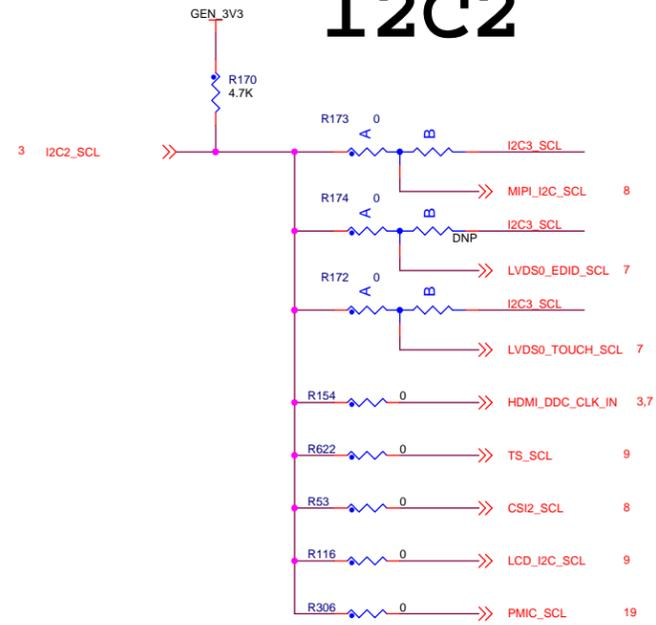 I2C2
GEN_3V3
R170
4.7K
3 I2C2_SCL
R173 0
A B
I2C3_SCL
MIPI_I2C_SCL 8
R174 0
A B
I2C3_SCL
DNP
LVDS0_EDID_SCL 7
R172 0
A B
I2C3_SCL
LVDS0_TOUCH_SCL 7
R154 0 HDMI_DDC_CLK_IN 3,7
R622 0 TS_SCL 9
R53 0 CSI2_SCL 8
R116 0 LCD_I2C_SCL 9
R306 0 PMIC_SCL 19